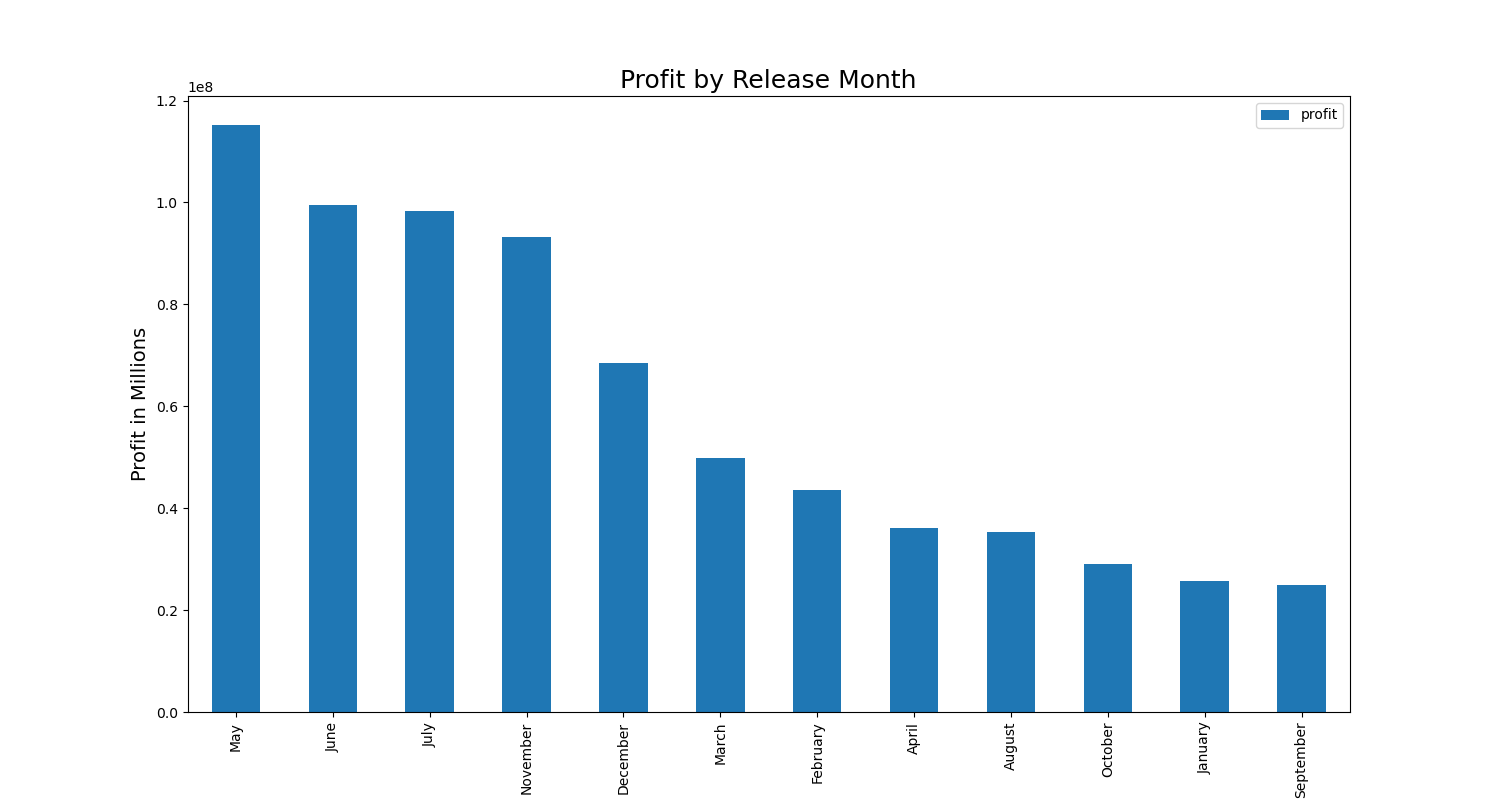 Profit by Release Month
1e8
profit
1.2
1.0
0.8
0.6
0.4
0.2
0.0
Profit in Millions
May
June
July
November
December
March
February
April
August
October
January
September